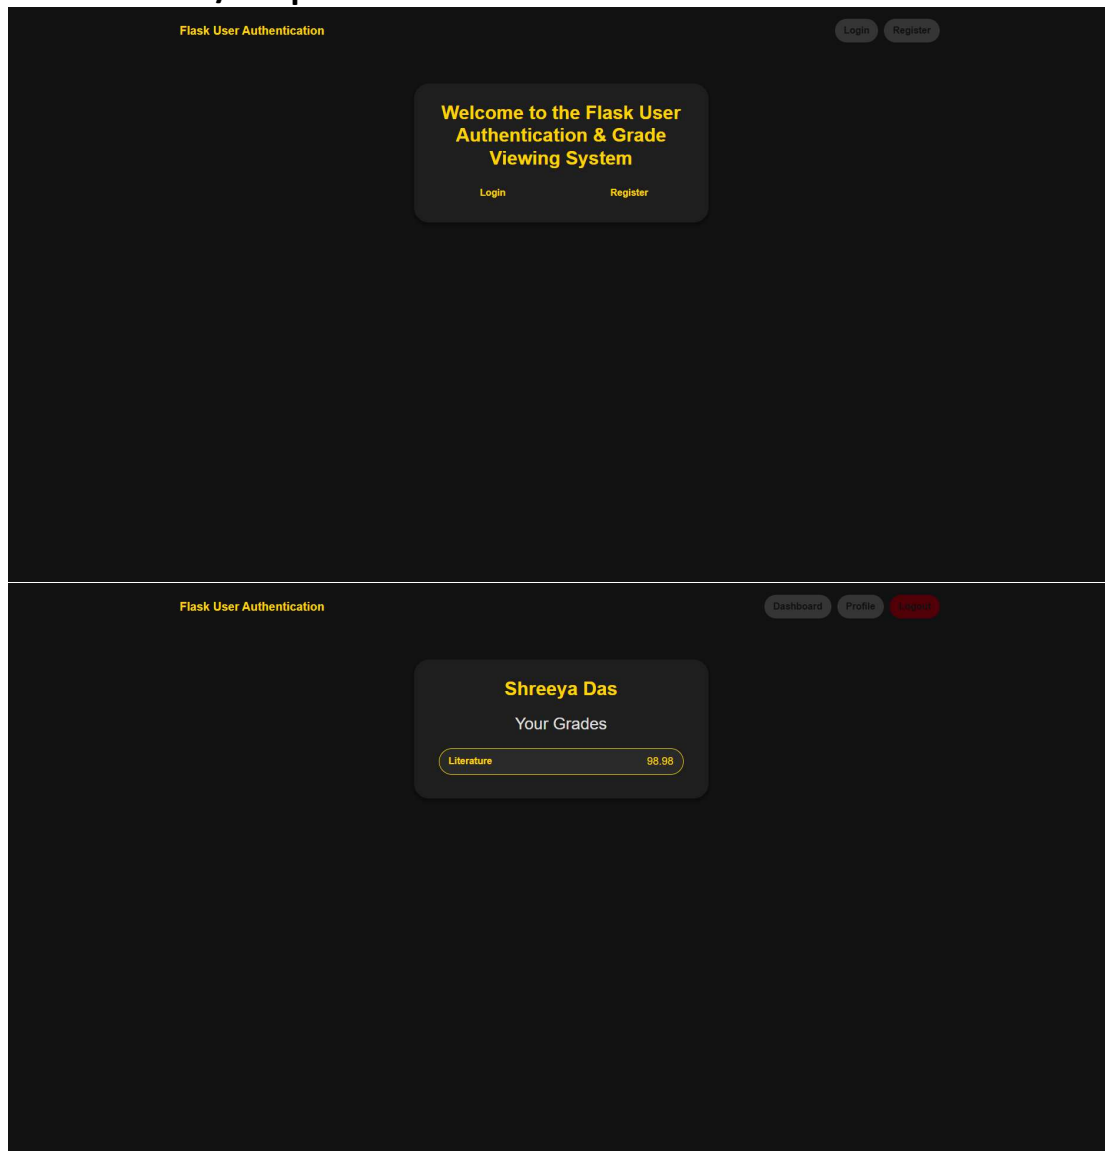 Flask User Authentication
Login Register
Welcome to the Flask User
Authentication & Grade
Viewing System
Login Register
Flask User Authentication
Dashboard Profile Logout
Shreeya Das
Your Grades
Literature 98.98